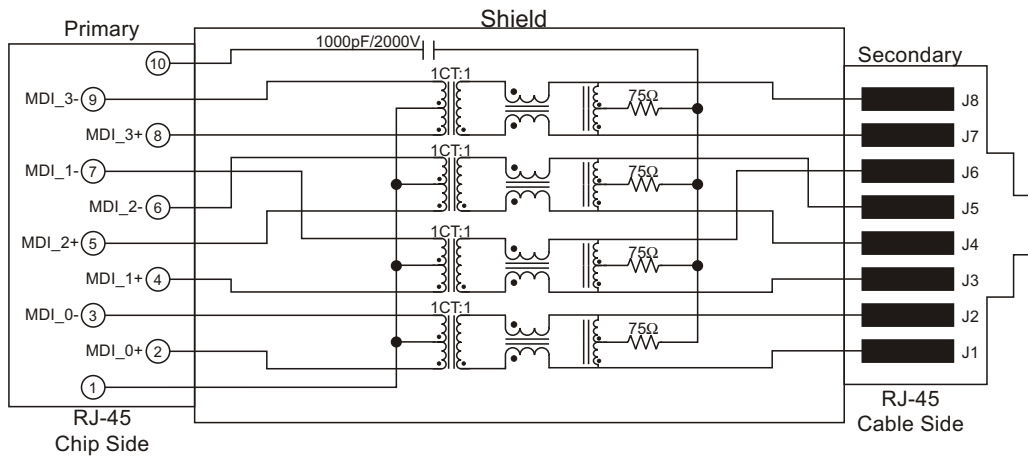 Shield
Primary
Secondary
1000pF/2000V
10
1CT:1
MDI_3- 9
75Ω
J8
MDI_3+ 8
J7
1CT:1
MDI_1- 7
75Ω
J6
MDI_2- 6
J5
1CT:1
MDI_2+ 5
75Ω
J4
MDI_1+ 4
J3
1CT:1
MDI_0- 3
75Ω
J2
MDI_0+ 2
J1
1
RJ-45
Chip Side
RJ-45
Cable Side